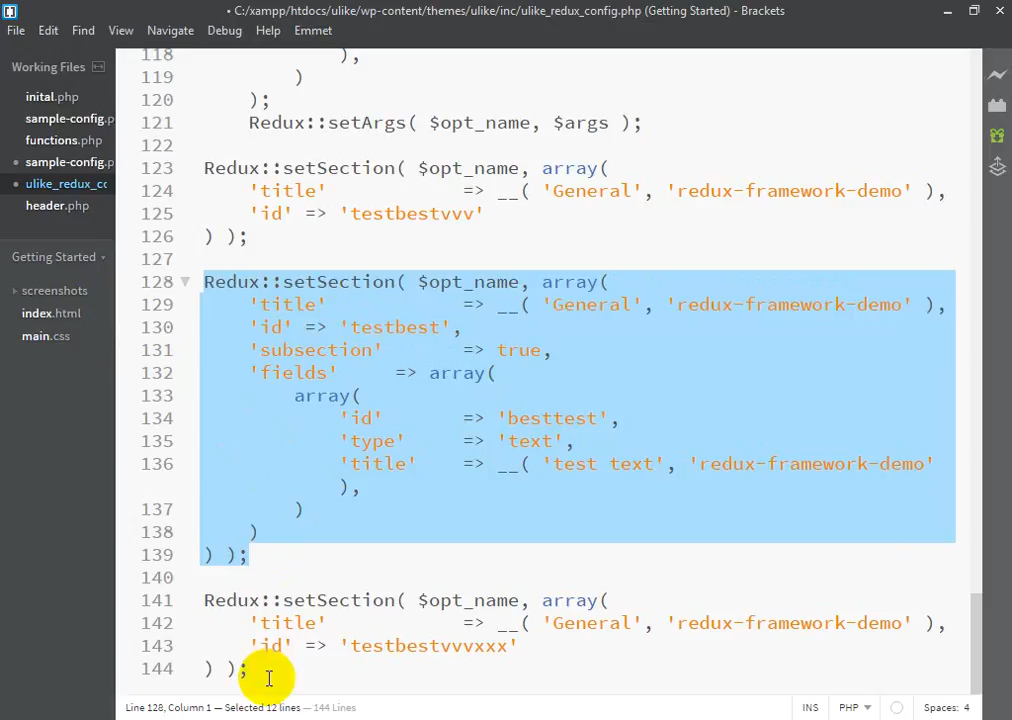 • C:/xampp/htdocs/ulike/wp-content/themes/ulike/inc/ulike_redux_config.php (Getting Started) - Brackets
File Edit Find View Navigate Debug Help Emmet
Working Files
inital.php
sample-config.p
functions.php
• sample-config.p
• ulike_redux_cc
header.php
Getting Started
screenshots
index.html
main.css
118 ),
119 )
120 );
121 Redux::setArgs( $opt_name, $args );
122
123 Redux::setSection( $opt_name, array(
124 'title' => __( 'General', 'redux-framework-demo' ),
125 'id' => 'testbestvvv'
126 ) );
127
128 Redux::setSection( $opt_name, array(
129 'title' => __( 'General', 'redux-framework-demo' ),
130 'id' => 'testbest',
131 'subsection' => true,
132 'fields' => array(
133 array(
134 'id' => 'besttest',
135 'type' => 'text',
136 'title' => __( 'test text', 'redux-framework-demo'
),
137 )
138 )
139 ) );
140
141 Redux::setSection( $opt_name, array(
142 'title' => __( 'General', 'redux-framework-demo' ),
143 'id' => 'testbestvvvxxx'
144 ) );
Line 128, Column 1 — Selected 12 lines — 144 Lines
INS PHP Spaces: 4